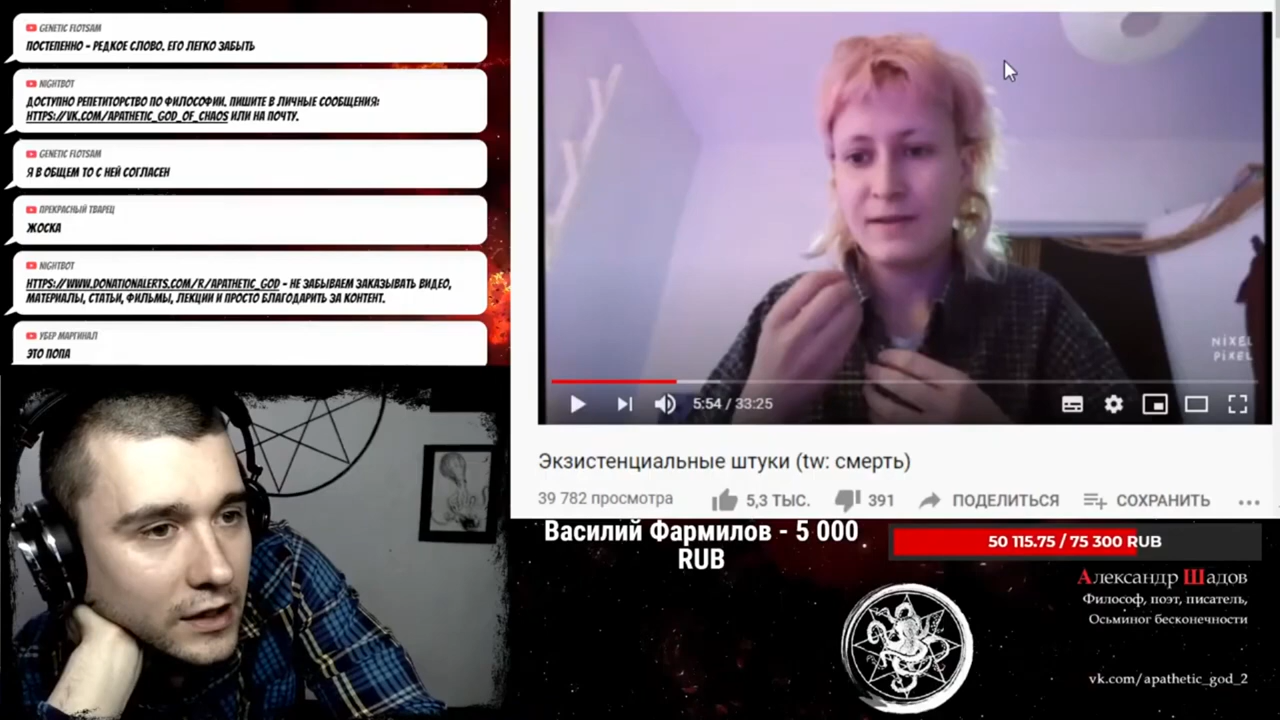 GENETIC FLOTSAM
ПОСТЕПЕННО - РЕДКОЕ СЛОВО. ЕГО ЛЕГКО ЗАБЫТЬ
NIGHTBOT
ДОСТУПНО РЕПЕТИТОРСТВО ПО ФИЛОСОФИИ. ПИШИТЕ В ЛИЧНЫЕ СООБЩЕНИЯ:
HTTPS://VK.COM/APATHETIC_GOD_OF_CHAOS ИЛИ НА ПОЧТУ.
GENETIC FLOTSAM
Я В ОБЩЕМ ТО С НЕЙ СОГЛАСЕН
ПРЕКРАСНЫЙ ТВАРЕЦ
ЖОСКА
NIGHTBOT
HTTPS://WWW.DONATIONALERTS.COM/R/APATHETIC_GOD - НЕ ЗАБЫВАЕМ ЗАКАЗЫВАТЬ ВИДЕО,
МАТЕРИАЛЫ, СТАТЬИ, ФИЛЬМЫ, ЛЕКЦИИ И ПРОСТО БЛАГОДАРИТЬ ЗА КОНТЕНТ.
УБЕР МАРГИНАЛ
ЭТО ПОПА
NIXEL
PIXEL
5:54 / 33:25
Экзистенциальные штуки (tw: смерть)
39 782 просмотра
5,3 ТЫС.
391
ПОДЕЛИТЬСЯ
СОХРАНИТЬ
Василий Фармилов - 5 000
RUB
50 115.75 / 75 300 RUB
Александр Шадов
Философ, поэт, писатель,
Осьминог бесконечности
vk.com/apathetic_god_2